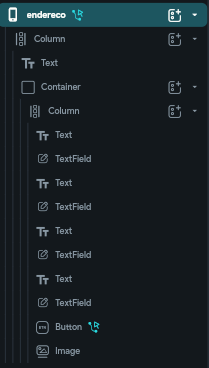 endereco
Column
Text
Container
Column
Text
TextField
Text
TextField
Text
TextField
Text
TextField
Button
Image